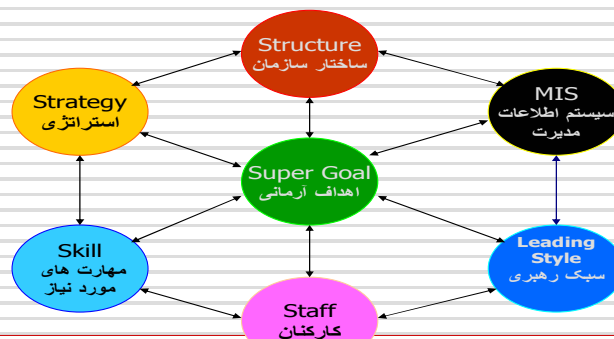 Structure
ساختار سازمان
Strategy
استراتژی
MIS
سیستم اطلاعات
مدیرت
Super Goal
اهداف آرمانی
Skill
مهارت های
مورد نیاز
Leading
Style
سبک رهبری
Staff
کارکنان